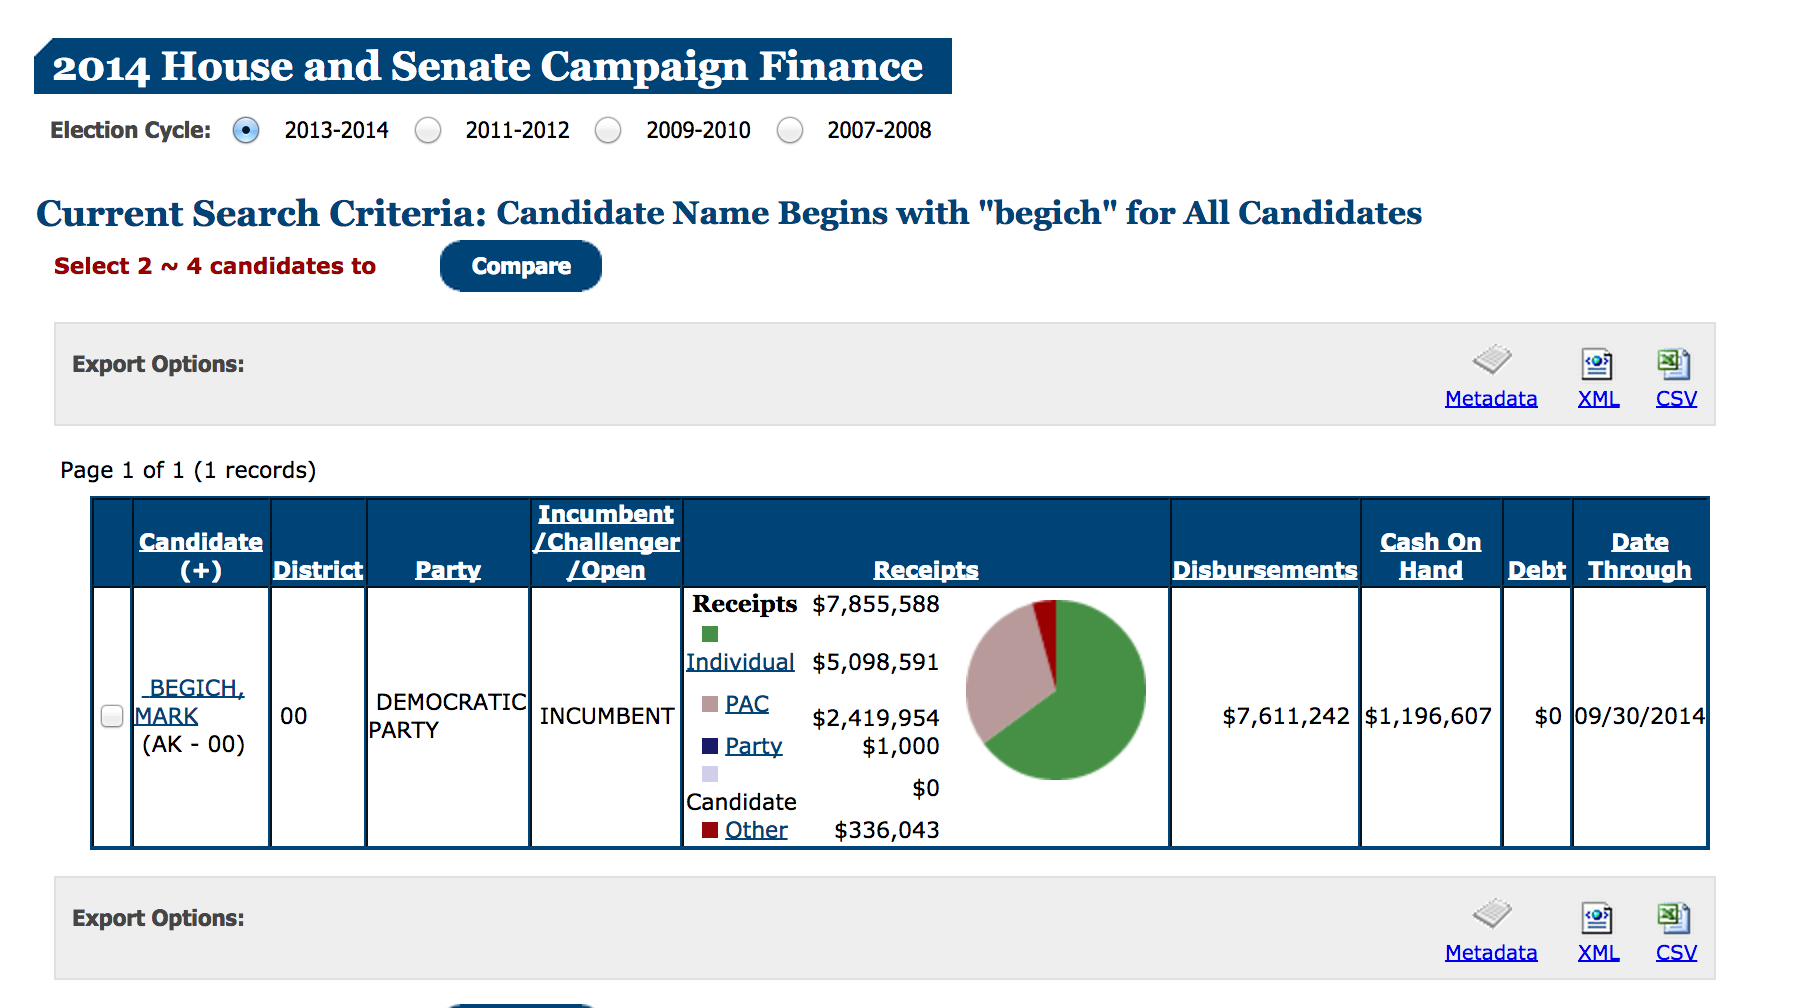 2014 House and Senate Campaign Finance
Election Cycle: 2013-2014 2011-2012 2009-2010 2007-2008
Current Search Criteria: Candidate Name Begins with "begich" for All Candidates
Select 2 ~ 4 candidates to Compare
Export Options:
Metadata XML CSV
Page 1 of 1 (1 records)
Candidate
(+)
District
Party
Incumbent
/Challenger
/Open
Receipts
Disbursements
Cash On
Hand
Debt
Date
Through
BEGICH,
MARK
(AK - 00)
00
DEMOCRATIC
PARTY
INCUMBENT
Receipts $7,855,588
Individual $5,098,591
PAC $2,419,954
Party $1,000
Candidate $0
Other $336,043
$7,611,242
$1,196,607
$0
09/30/2014
Export Options:
Metadata XML CSV